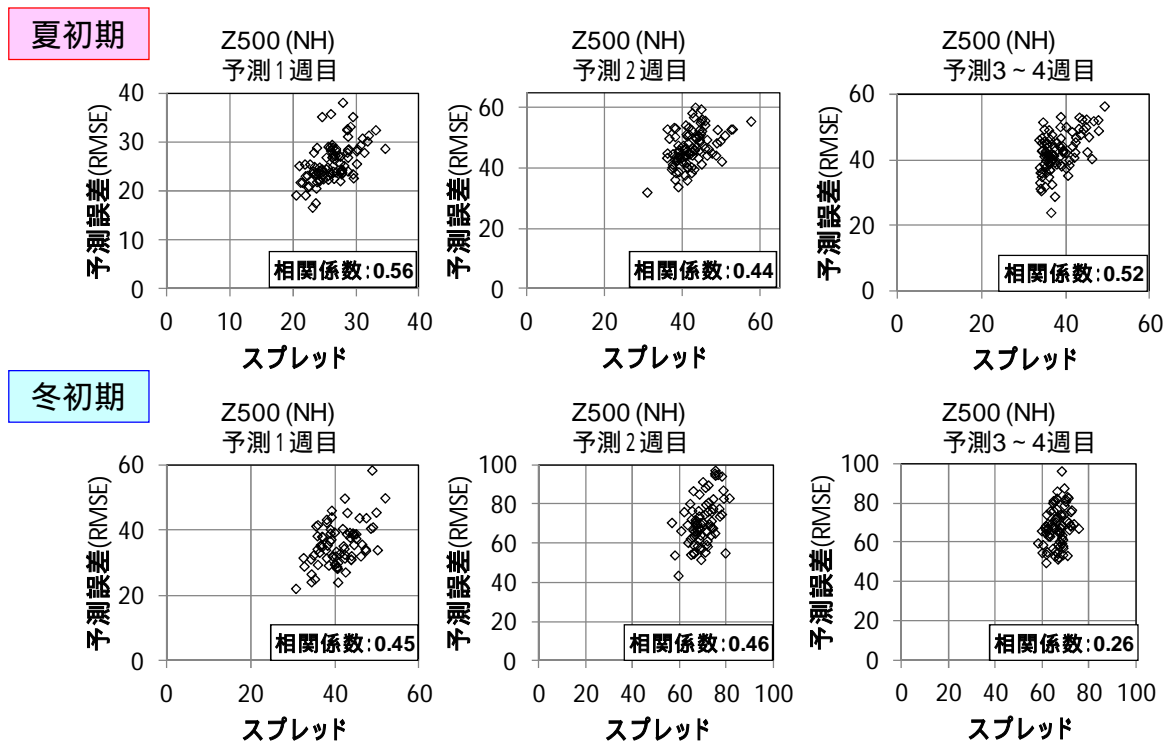 夏初期
Z500 (NH)
予測1週目
予測誤差(RMSE)
40
30
20
10
0
相関係数:0.56
0 10 20 30 40
スプレッド
Z500 (NH)
予測2週目
予測誤差(RMSE)
60
40
20
0
相関係数:0.44
0 20 40 60
スプレッド
Z500 (NH)
予測3~4週目
予測誤差(RMSE)
60
40
20
0
相関係数:0.52
0 20 40 60
スプレッド
冬初期
Z500 (NH)
予測1週目
予測誤差(RMSE)
60
40
20
0
相関係数:0.45
0 20 40 60
スプレッド
Z500 (NH)
予測2週目
予測誤差(RMSE)
100
80
60
40
20
0
相関係数:0.46
0 20 40 60 80 100
スプレッド
Z500 (NH)
予測3~4週目
予測誤差(RMSE)
100
80
60
40
20
0
相関係数:0.26
0 20 40 60 80 100
スプレッド